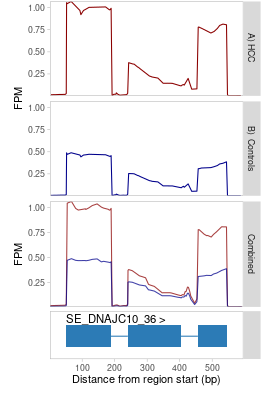 1.00
0.75
0.50
0.25
FPM
A) HCC
1.00
0.75
0.50
0.25
B) Controls
1.00
0.75
0.50
0.25
FPM
Combined
SE_DNAJC10_36 >
100 200 300 400 500
Distance from region start (bp)